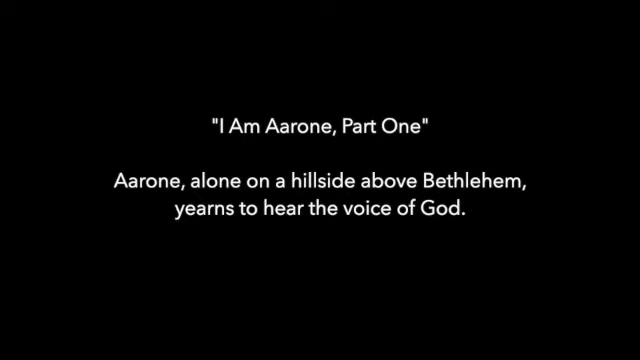 "I Am Aarone, Part One"
Aarone, alone on a hillside above Bethlehem,
yearns to hear the voice of God.